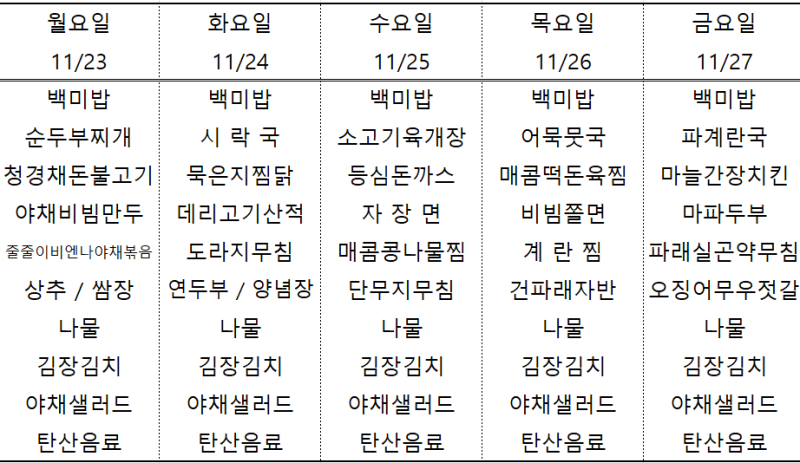 월요일 화요일 수요일 목요일 금요일
11/23 11/24 11/25 11/26 11/27
백미밥 백미밥 백미밥 백미밥 백미밥
순두부찌개 시 락 국 소고기육개장 어묵뭇국 파계란국
청경채돈불고기 묵은지찜닭 등심돈까스 매콤떡돈육찜 마늘간장치킨
야채비빔만두 데리고기산적 자 장 면 비빔쫄면 마파두부
줄줄이비엔나야채볶음 도라지무침 매콤콩나물찜 계 란 찜 파래실곤약무침
상추 / 쌈장 연두부 / 양념장 단무지무침 건파래자반 오징어무우젓갈
나물 나물 나물 나물 나물
김장김치 김장김치 김장김치 김장김치 김장김치
야채샐러드 야채샐러드 야채샐러드 야채샐러드 야채샐러드
탄산음료 탄산음료 탄산음료 탄산음료 탄산음료